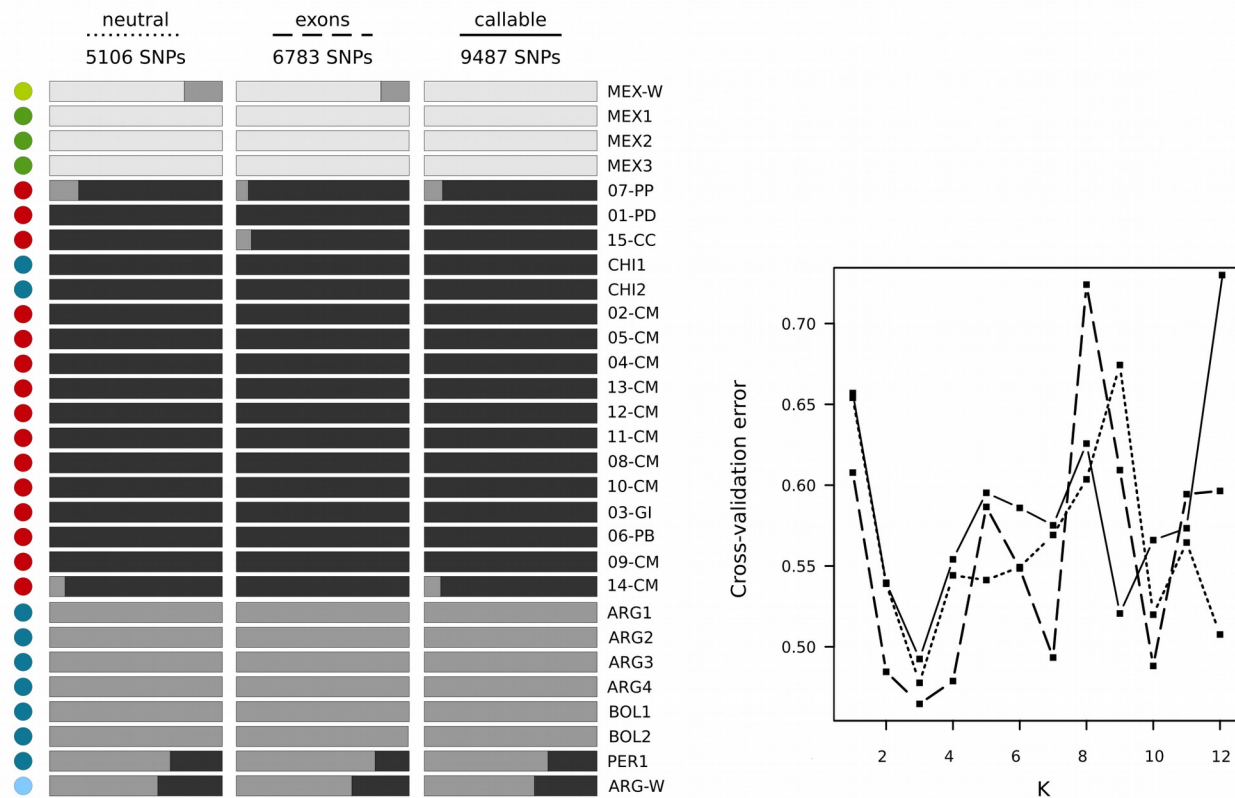 neutral exons callable
5106 SNPs 6783 SNPs 9487 SNPs
MEX-W
MEX1
MEX2
MEX3
07-PP
01-PD
15-CC
CHI1
CHI2
02-CM
05-CM
04-CM
13-CM
12-CM
11-CM
08-CM
10-CM
03-GI
06-PB
09-CM
14-CM
ARG1
ARG2
ARG3
ARG4
BOL1
BOL2
PER1
ARG-W
Cross-validation error
0.70
0.65
0.60
0.55
0.50
2 4 6 8 10 12
K